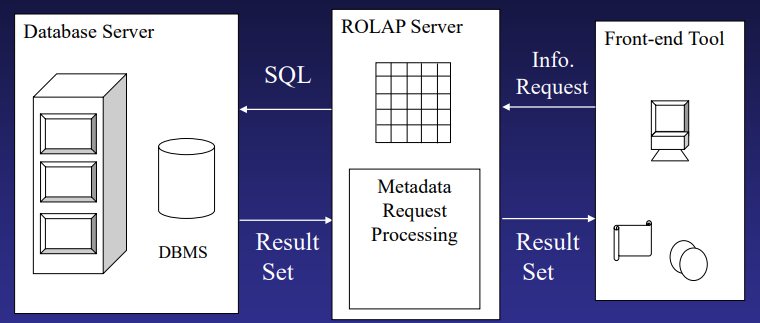 Database Server
DBMS
SQL
Result
Set
ROLAP Server
Metadata
Request
Processing
Info.
Request
Result
Set
Front-end Tool